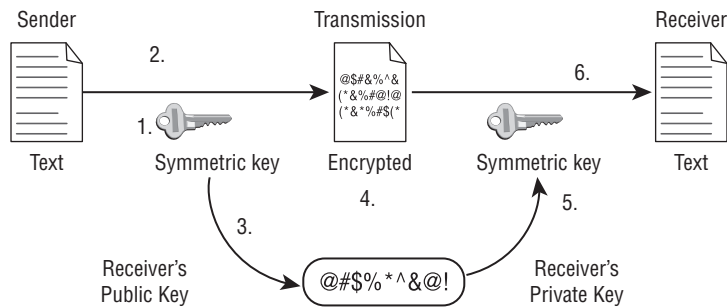 Sender
Transmission
Receiver
2.
6.
@$#&%^&
(*&%#@!@
(*&*%#$(*
1.
Text
Symmetric key
Encrypted
Symmetric key
Text
4.
3.
5.
Receiver's
Public Key
@#$%*^&@!
Receiver's
Private Key